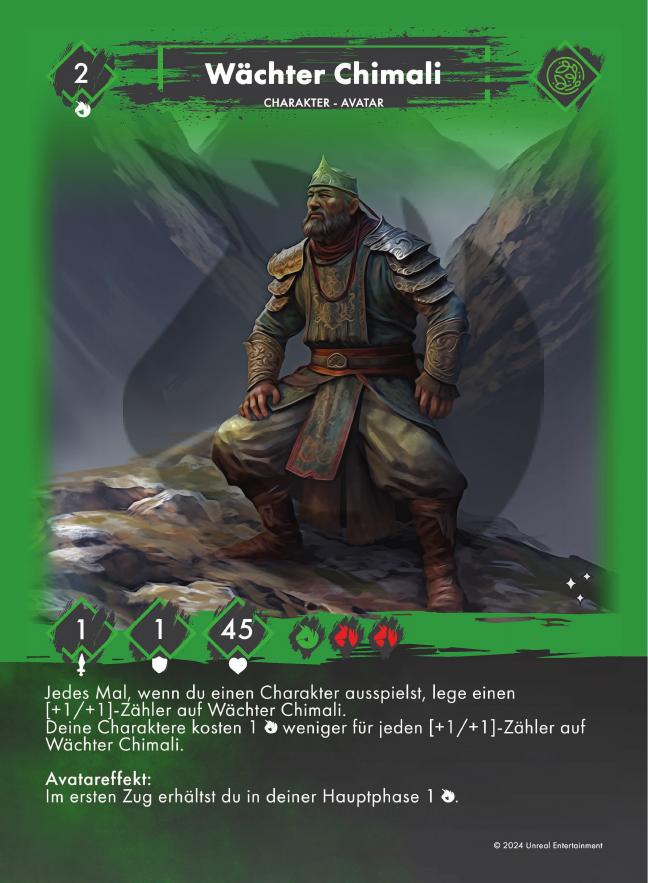 2
Wächter Chimali
CHARAKTER - AVATAR
1
1
45
Jedes Mal, wenn du einen Charakter ausspielst, lege einen
[+1/+1]-Zähler auf Wächter Chimali.
Deine Charaktere kosten 1 weniger für jeden [+1/+1]-Zähler auf
Wächter Chimali.
Avatareffekt:
Im ersten Zug erhältst du in deiner Hauptphase 1 .
© 2024 Unreal Entertainment